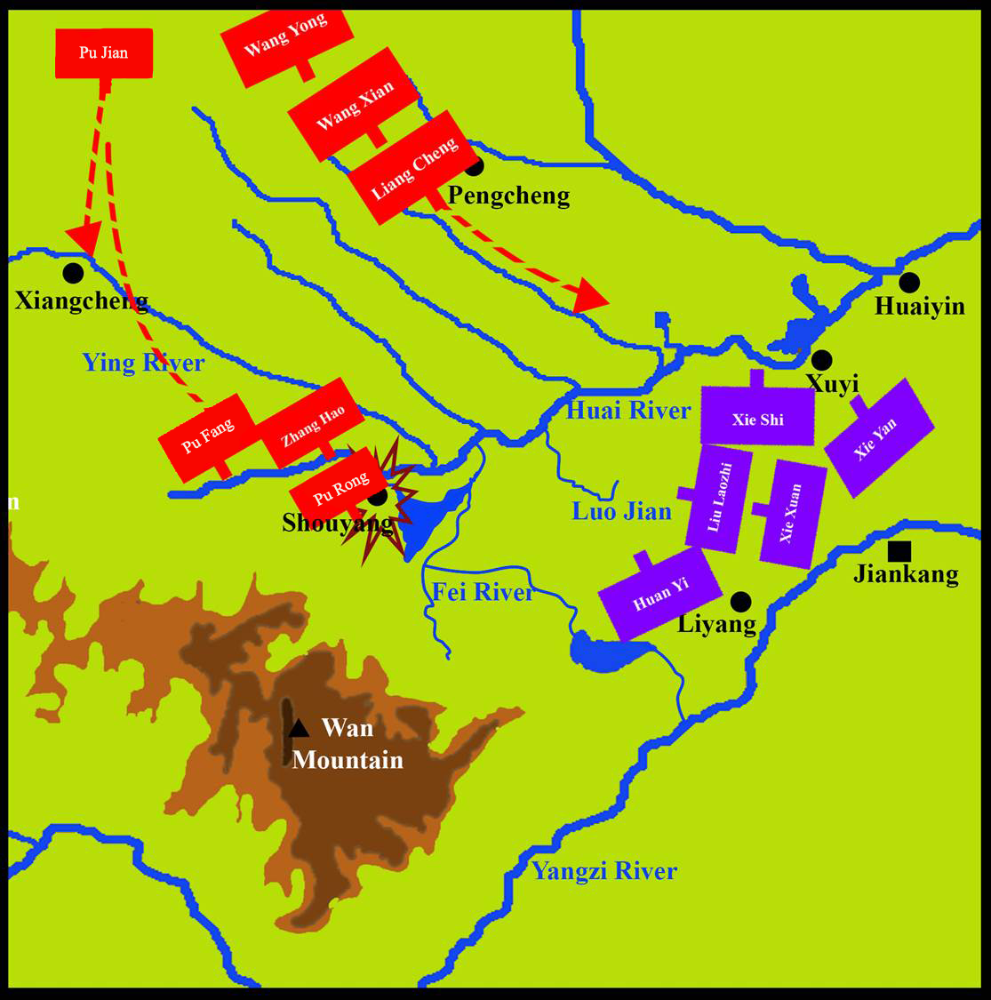 Wang Yong
Pu Jian
Wang Xian
Liang Cheng
Pengcheng
Xiangcheng
Huaiyin
Ying River
Xuyi
Huai River
Xie Shi
Zhang Hao
Pu Fang
Xie Yan
Pu Rong
Liu Laozhi
Xie Xuan
n
Luo Jian
Shouyang
Jiankang
Fei River
Huan Yi
Liyang
Wan
Mountain
Yangzi River